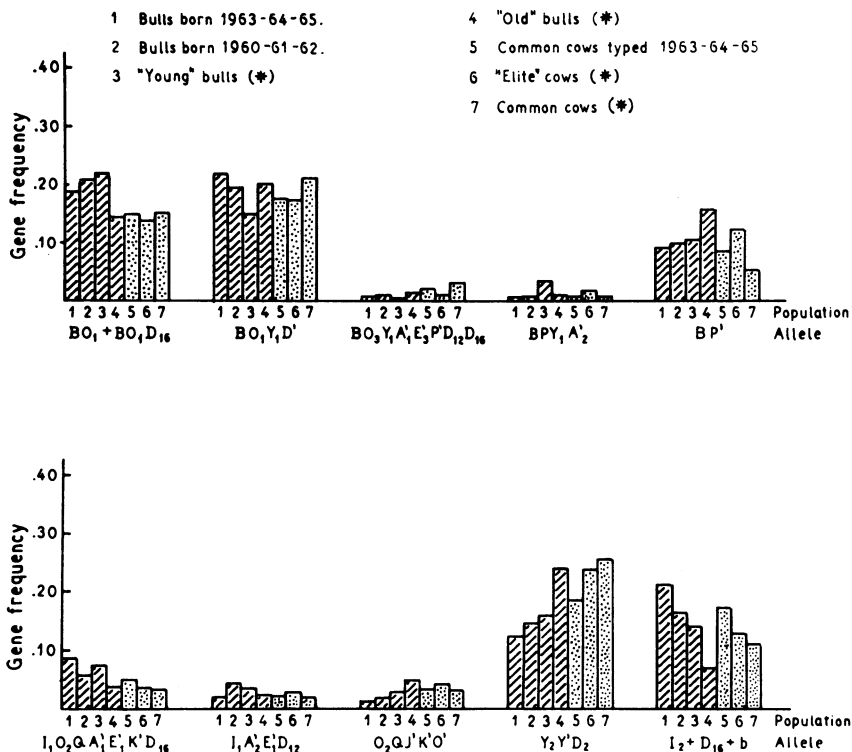 1 Bulls born 1963-64-65.
2 Bulls born 1960-61-62.
3 "Young" bulls (*)
4 "Old" bulls (*)
5 Common cows typed 1963-64-65
6 "Elite" cows (*)
7 Common cows (*)
Gene frequency
.40
.30
.20
.10
1 2 3 4 5 6 7 1 2 3 4 5 6 7 1 2 3 4 5 6 7 1 2 3 4 5 6 7 1 2 3 4 5 6 7 Population
BO₁ + BO₁D₁₆ BO₁Y₁D' BO₃Y₁A'₁E'₃P'D₁₂D₁₆ BPY₁A'₂ BP' Allele
Gene frequency
.40
.30
.20
.10
1 2 3 4 5 6 7 1 2 3 4 5 6 7 1 2 3 4 5 6 7 1 2 3 4 5 6 7 1 2 3 4 5 6 7 Population
I₁O₂QA'₁E'₁K'D₁₆ I₁A'₂E'₁D₁₂ O₂QJ'K'O' Y₂Y'D₂ I₂+ D₁₆ + b Allele